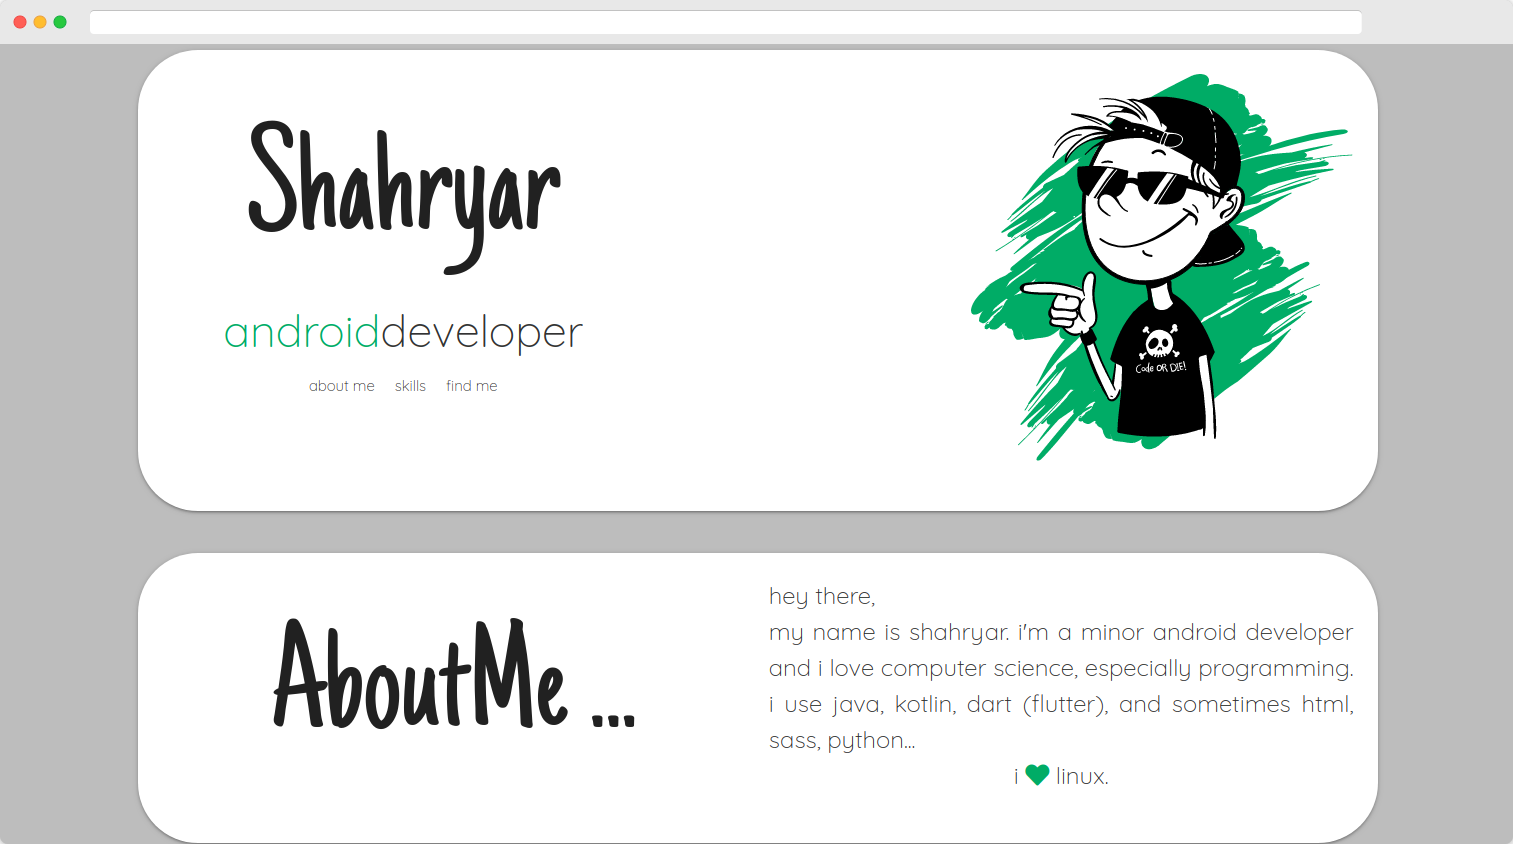 Shahryar
androiddeveloper
about me skills find me
Code OR DIE!
AboutMe ...
hey there,
my name is shahryar. i'm a minor android developer
and i love computer science, especially programming.
i use java, kotlin, dart (flutter), and sometimes html,
sass, python...
i linux.